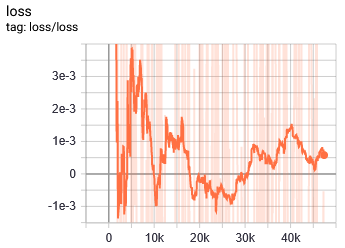 loss
tag: loss/loss
3e-3
2e-3
1e-3
0
-1e-3
0 10k 20k 30k 40k